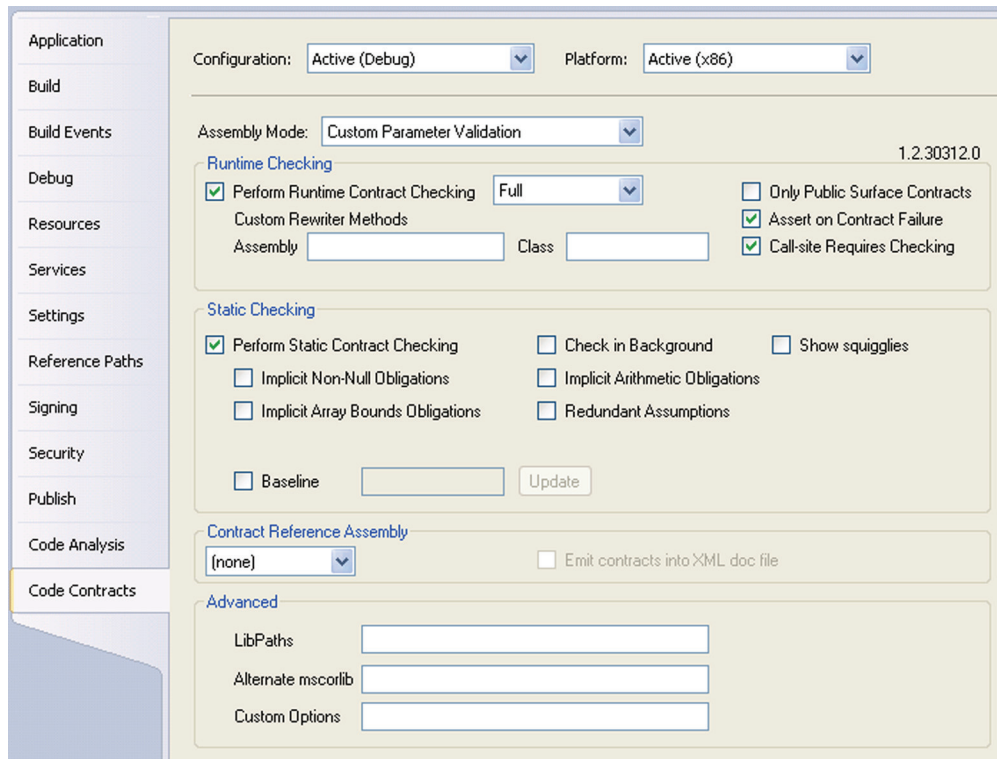 Application
Build
Build Events
Debug
Resources
Services
Settings
Reference Paths
Signing
Security
Publish
Code Analysis
Code Contracts
Configuration: Active (Debug) Platform: Active (x86)
Assembly Mode: Custom Parameter Validation
1.2.30312.0
Runtime Checking
Perform Runtime Contract Checking Full Only Public Surface Contracts
Custom Rewriter Methods Assert on Contract Failure
Assembly Class Call-site Requires Checking
Static Checking
Perform Static Contract Checking Check in Background Show squigglies
Implicit Non-Null Obligations Implicit Arithmetic Obligations
Implicit Array Bounds Obligations Redundant Assumptions
Baseline Update
Contract Reference Assembly
(none) Emit contracts into XML doc file
Advanced
LibPaths
Alternate mscorlib
Custom Options